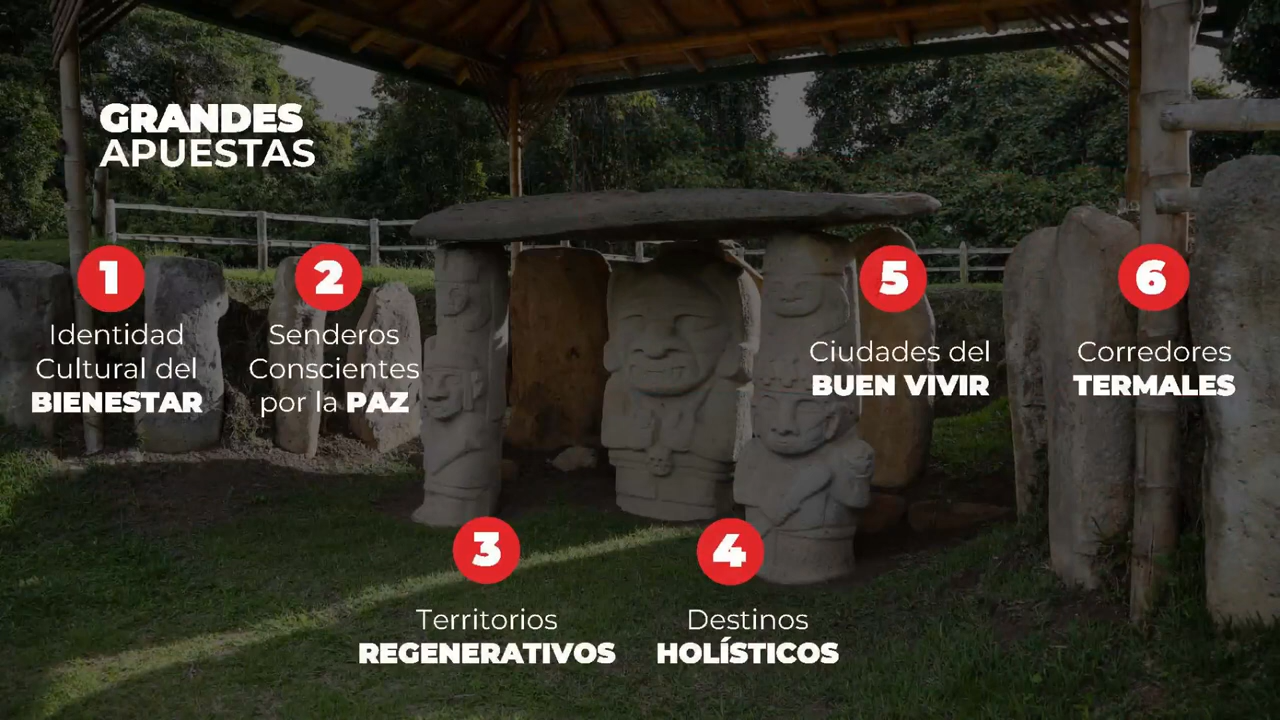 GRANDES
APUESTAS
1
Identidad
Cultural del
BIENESTAR
2
Senderos
Conscientes
por la PAZ
3
Territorios
REGENERATIVOS
4
Destinos
HOLÍSTICOS
5
Ciudades del
BUEN VIVIR
6
Corredores
TERMALES